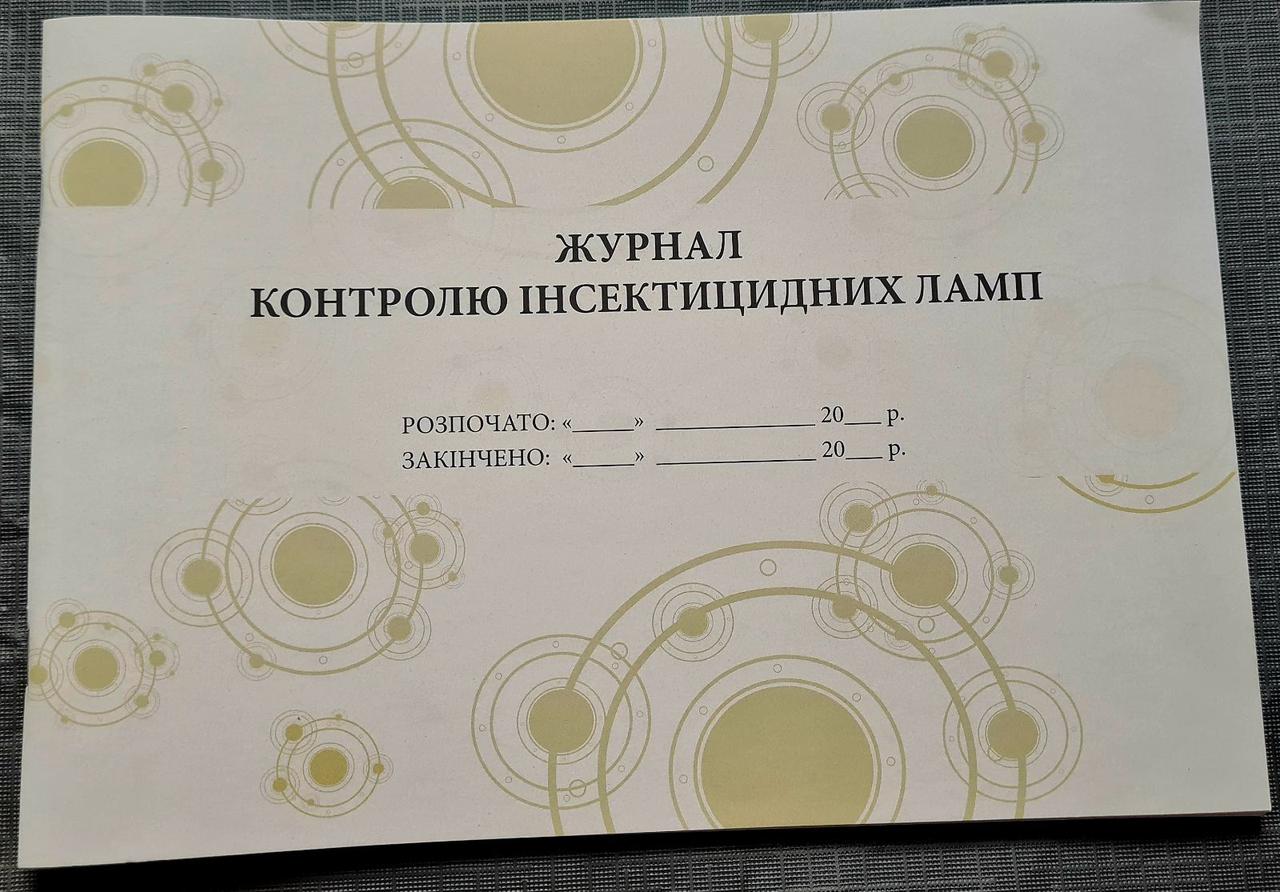 ЖУРНАЛ
КОНТРОЛЮ ІНСЕКТИЦИДНИХ ЛАМП
РОЗПОЧАТО: «_____» _____________ 20___ р.
ЗАКІНЧЕНО: «_____» _____________ 20___ р.